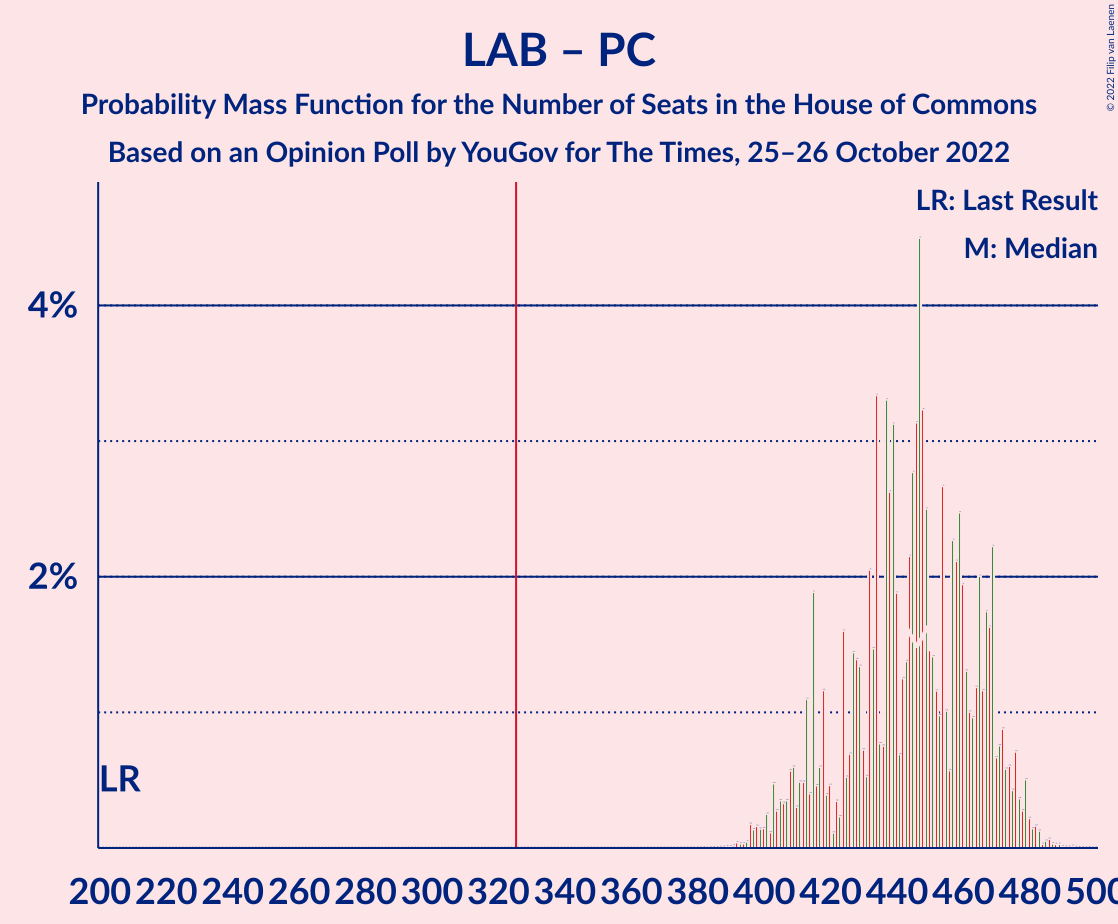 LAB – PC
Probability Mass Function for the Number of Seats in the House of Commons
Based on an Opinion Poll by YouGov for The Times, 25–26 October 2022
© 2022 Filip van Laenen
LR: Last Result
M: Median
4%
2%
LR
200 220 240 260 280 300 320 340 360 380 400 420 440 460 480 500